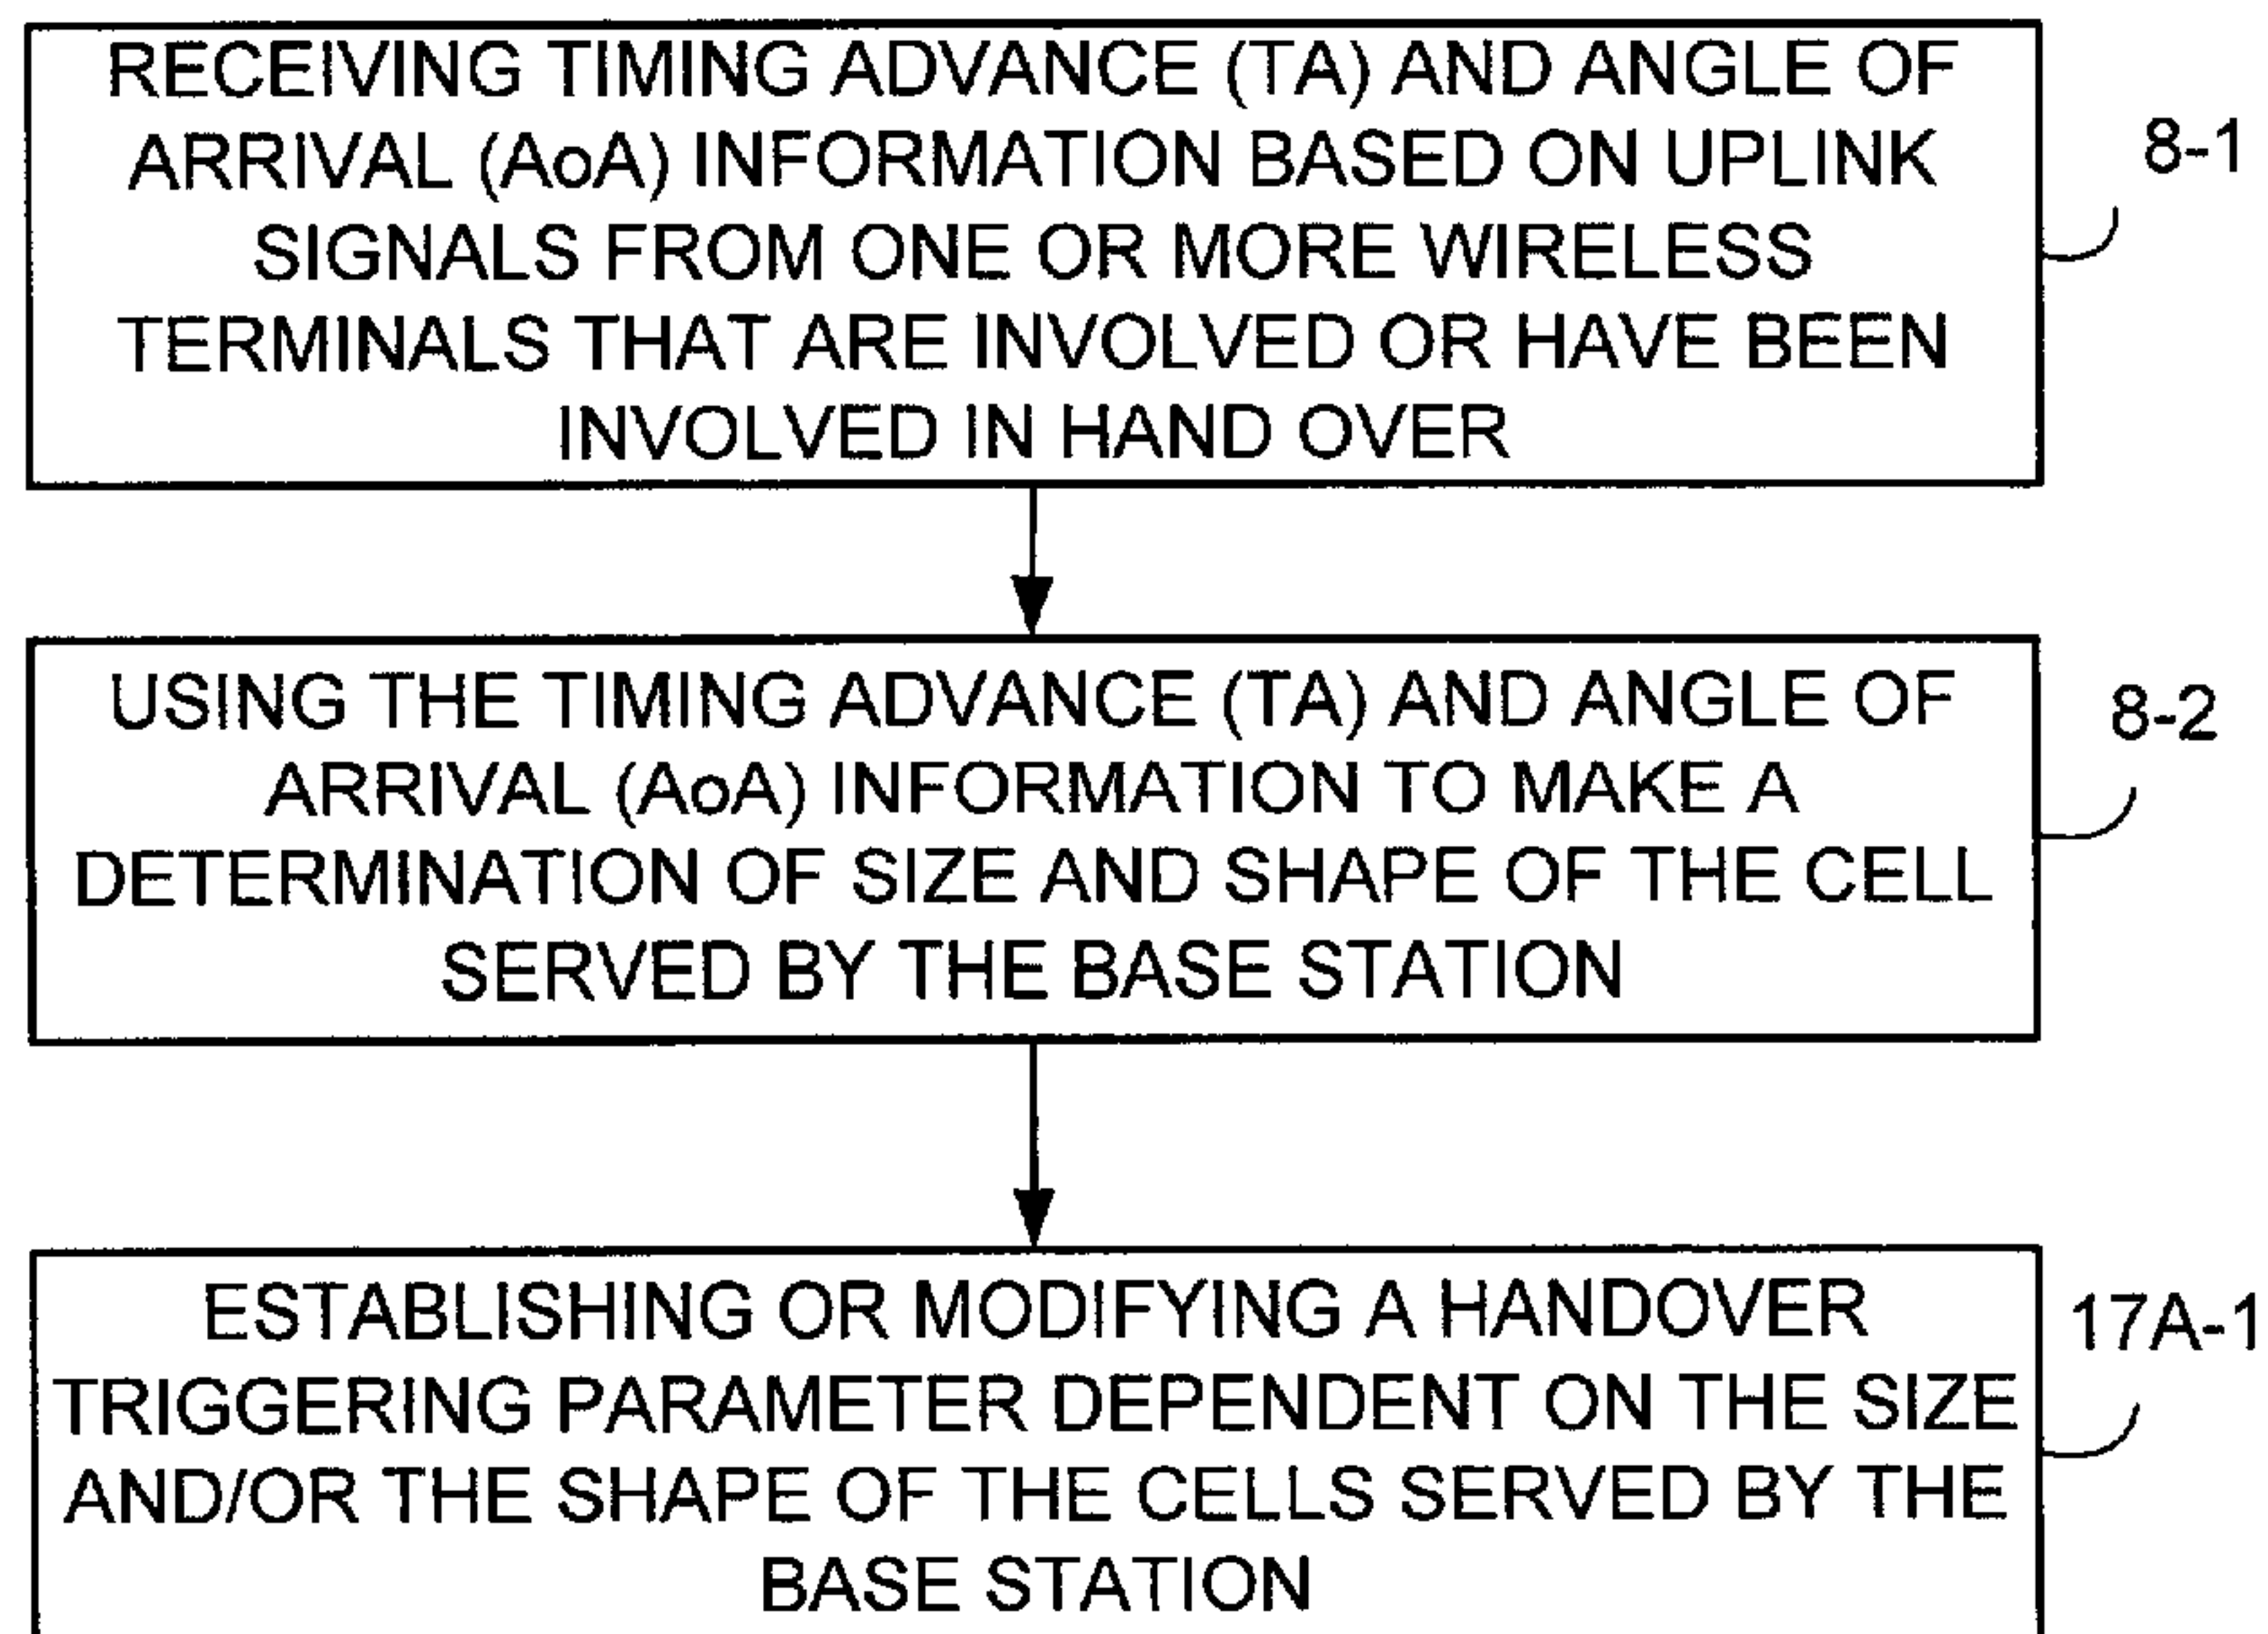 RECEIVING TIMING ADVANCE (TA) AND ANGLE OF
ARRIVAL (AoA) INFORMATION BASED ON UPLINK
SIGNALS FROM ONE OR MORE WIRELESS
TERMINALS THAT ARE INVOLVED OR HAVE BEEN
INVOLVED IN HAND OVER
8-1
USING THE TIMING ADVANCE (TA) AND ANGLE OF
ARRIVAL (AoA) INFORMATION TO MAKE A
DETERMINATION OF SIZE AND SHAPE OF THE CELL
SERVED BY THE BASE STATION
8-2
ESTABLISHING OR MODIFYING A HANDOVER
TRIGGERING PARAMETER DEPENDENT ON THE SIZE
AND/OR THE SHAPE OF THE CELLS SERVED BY THE
BASE STATION
17A-1